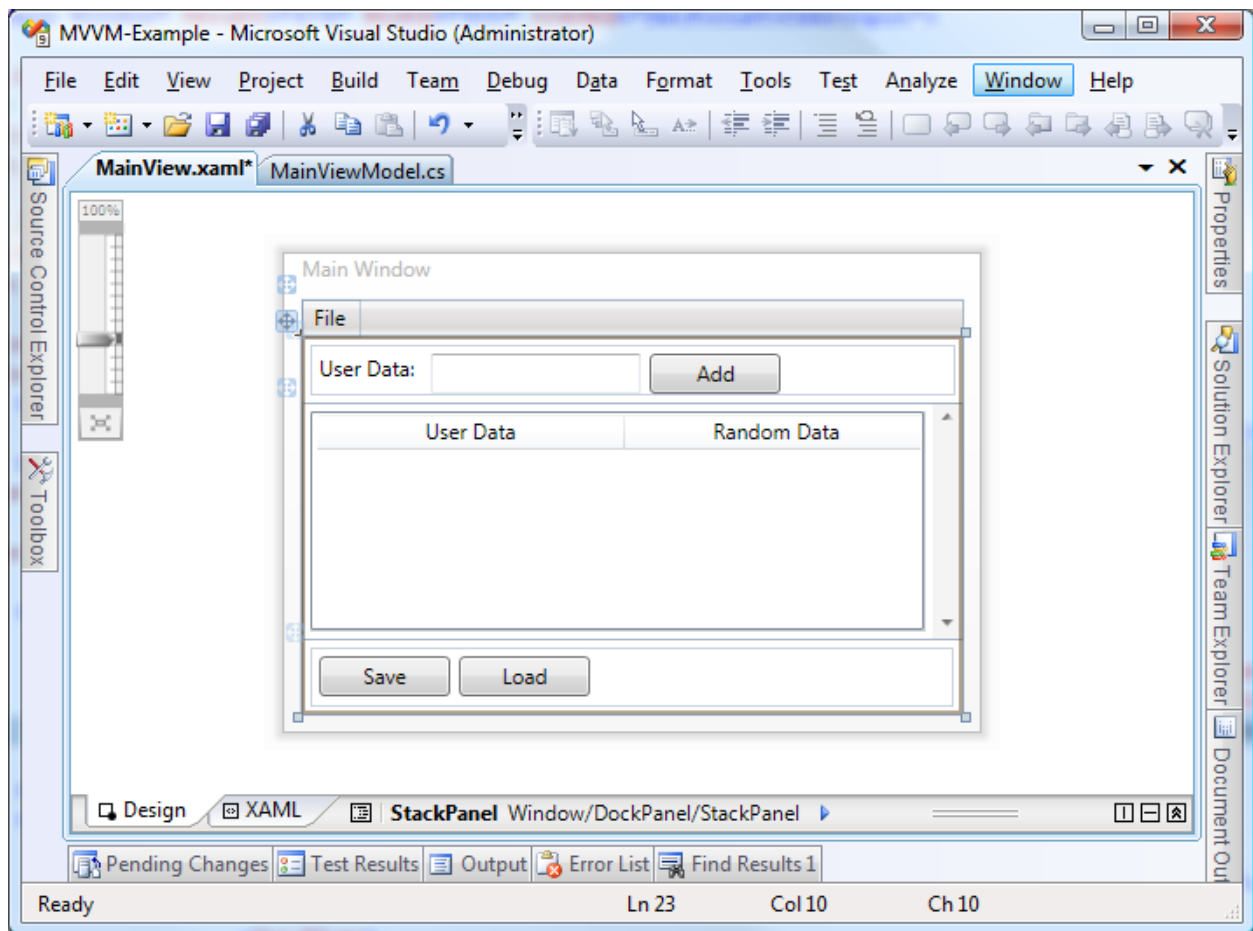 MVVM-Example - Microsoft Visual Studio (Administrator)
File Edit View Project Build Team Debug Data Format Tools Test Analyze Window Help
MainView.xaml* MainViewModel.cs
Source Control Explorer
Toolbox
100%
Main Window
File
User Data: Add
User Data Random Data
Save Load
Properties
Solution Explorer
Team Explorer
Document Out
Design XAML StackPanel Window/DockPanel/StackPanel
Pending Changes Test Results Output Error List Find Results 1
Ready Ln 23 Col 10 Ch 10